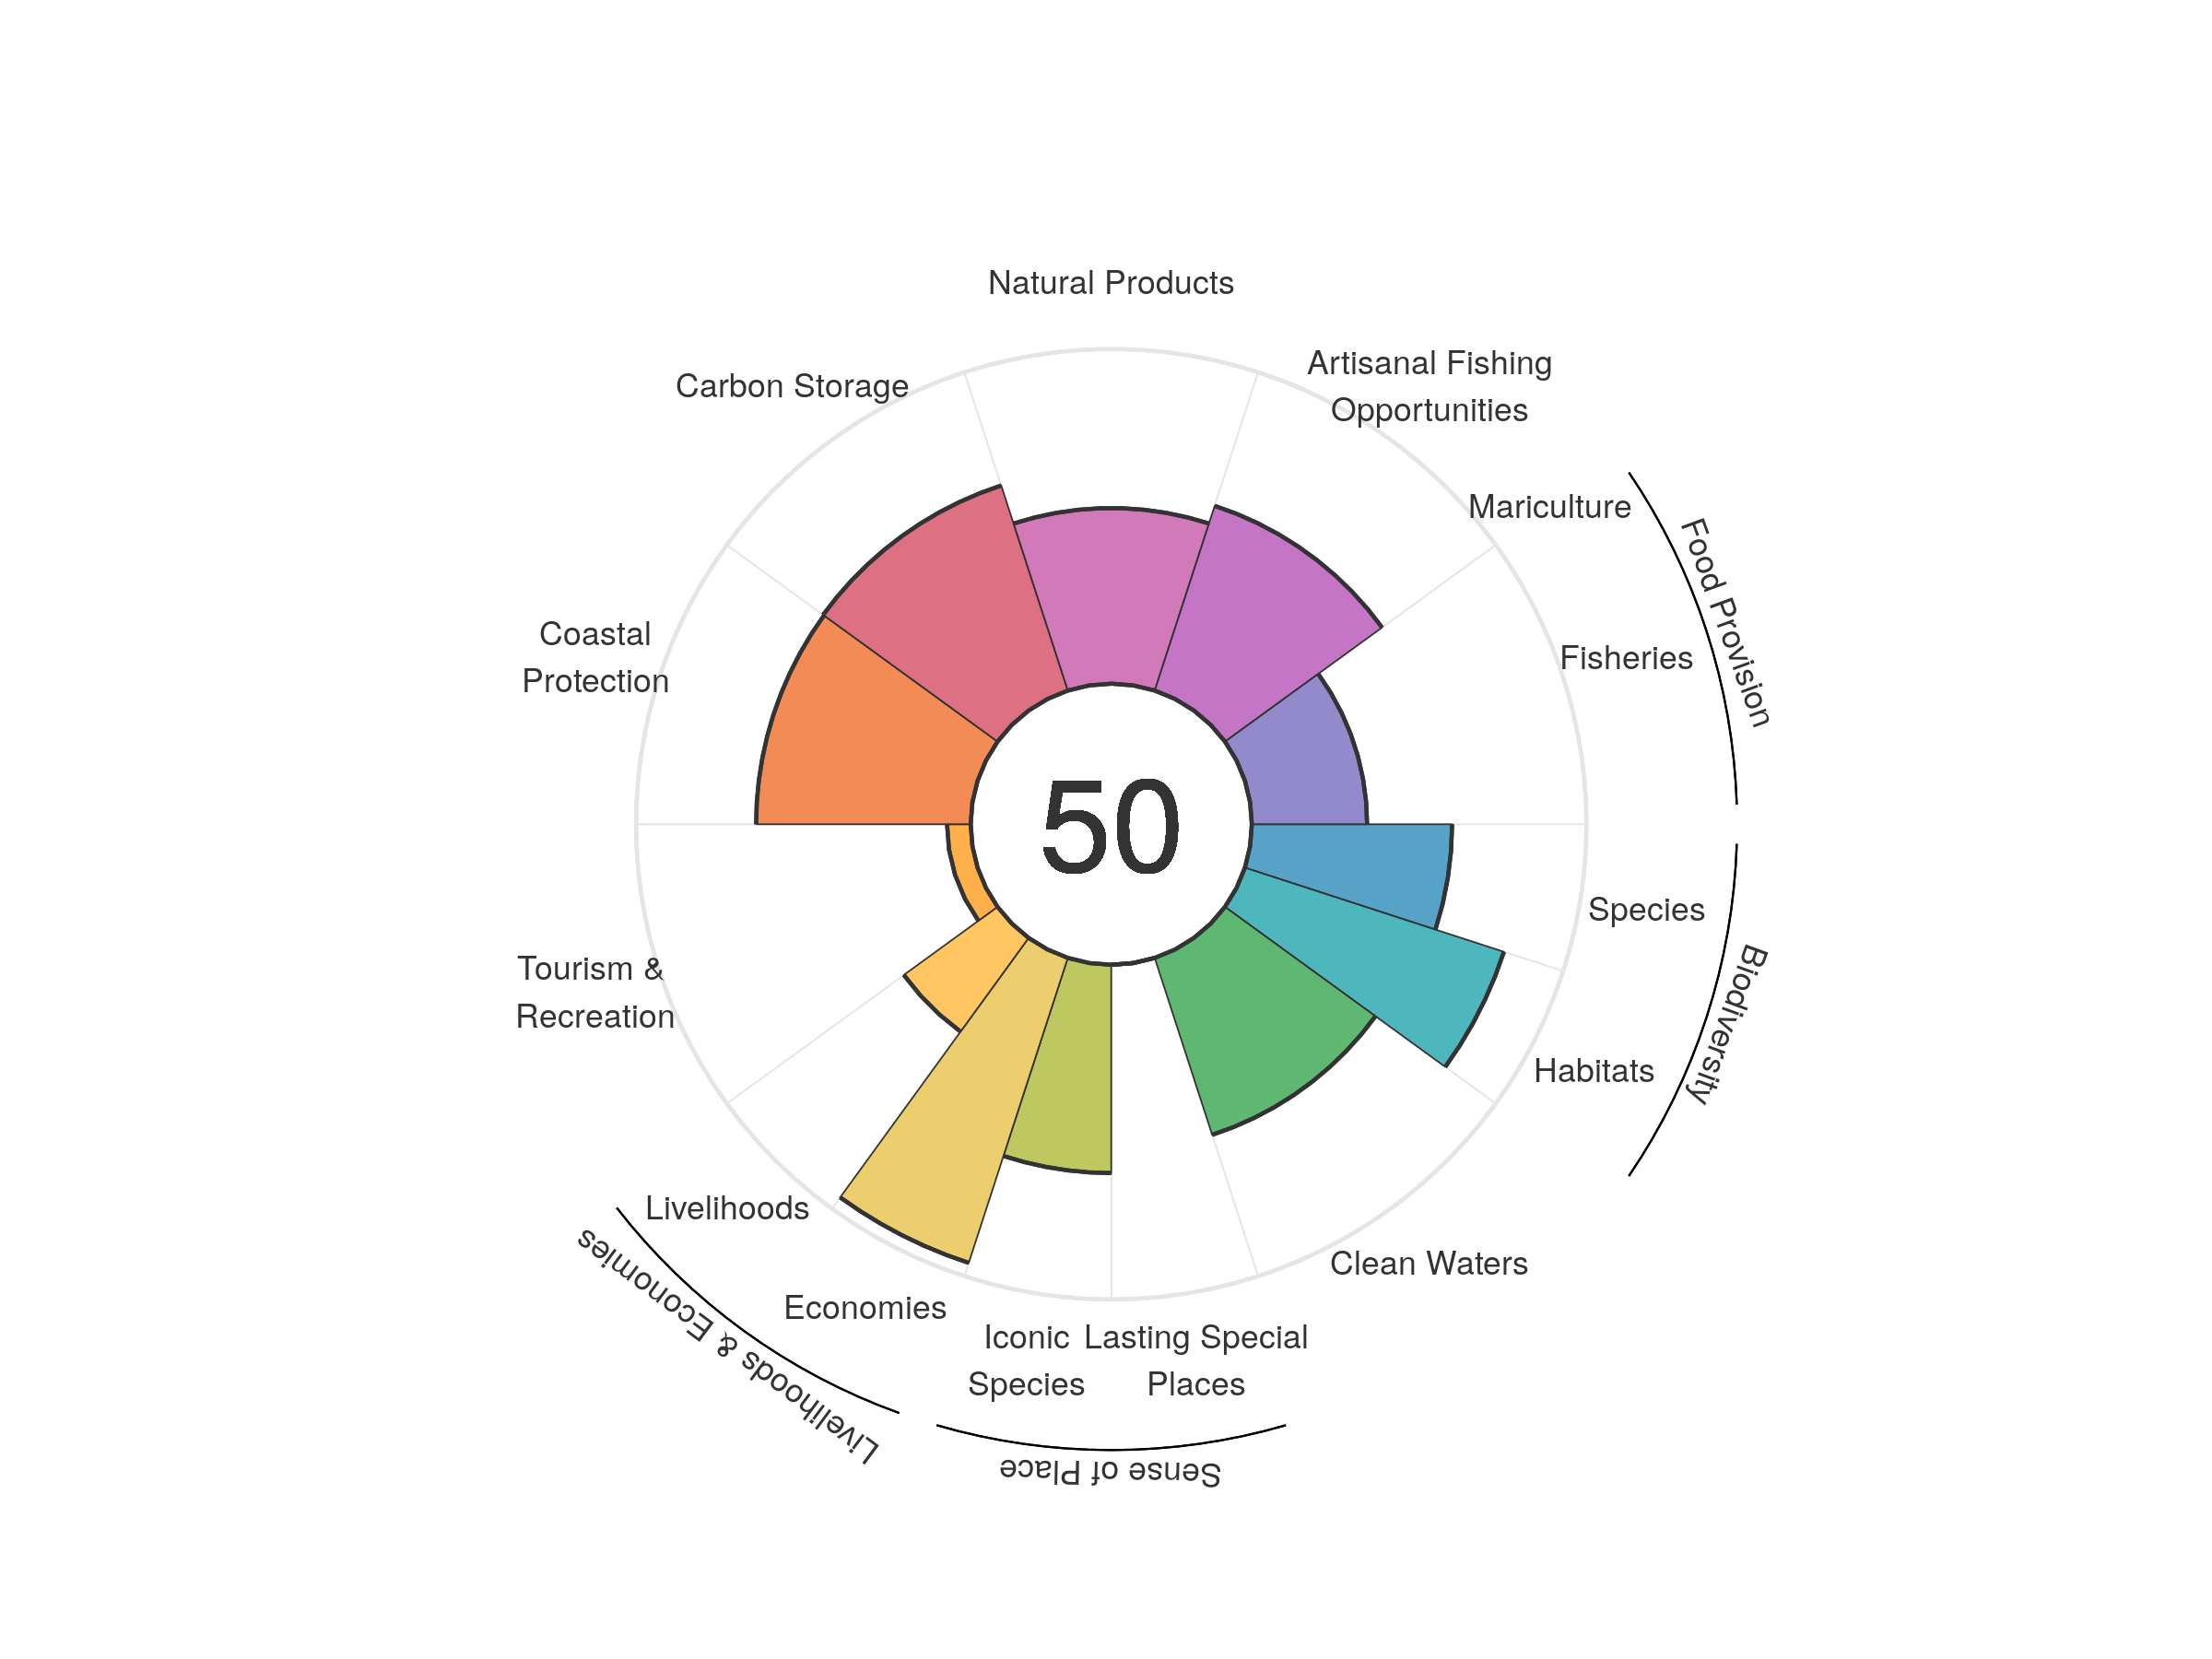 Natural Products
Artisanal Fishing
Opportunities
Carbon Storage
Mariculture
Food Provision
Fisheries
Coastal
Protection
50
Species
Biodiversity
Tourism &
Recreation
Habitats
Livelihoods
Livelihoods & Economies
Clean Waters
Economies
Iconic
Species
Lasting Special
Places
Sense of Place